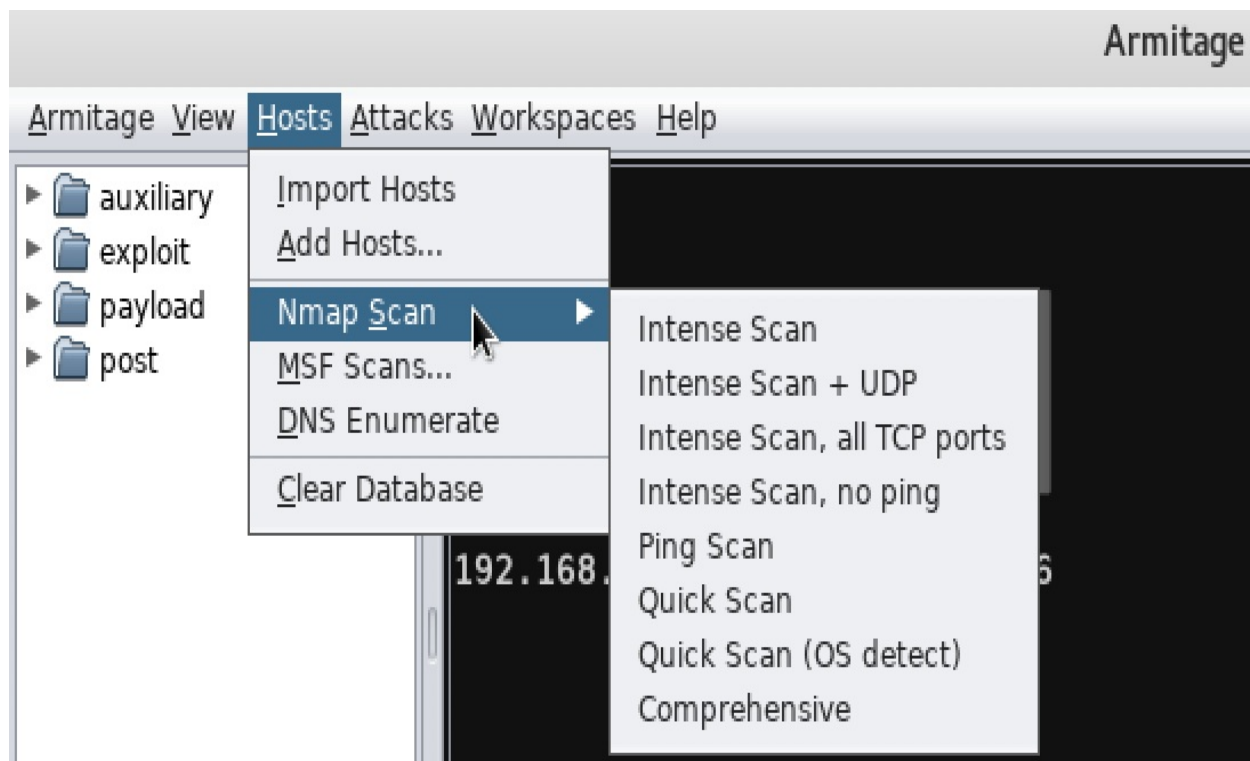 Armitage
Armitage View Hosts Attacks Workspaces Help
auxiliary
exploit
payload
post
Import Hosts
Add Hosts...
Nmap Scan
MSF Scans...
DNS Enumerate
Clear Database
Intense Scan
Intense Scan + UDP
Intense Scan, all TCP ports
Intense Scan, no ping
Ping Scan
Quick Scan
Quick Scan (OS detect)
Comprehensive
192.168. 6